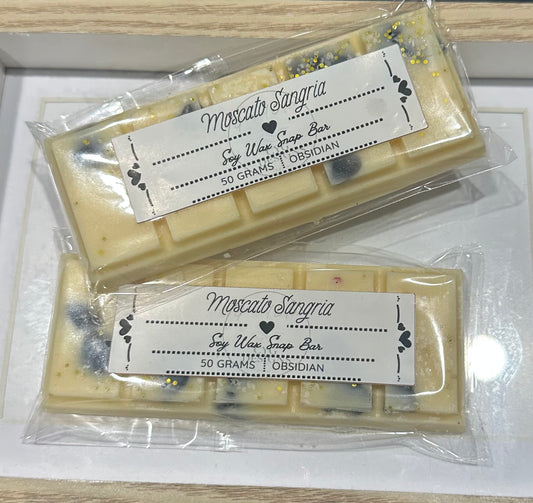 Moscato Sangria
Soy Wax Snap Bar
50 GRAMS OBSIDIAN
Moscato Sangria
Soy Wax Snap Bar
50 GRAMS OBSIDIAN